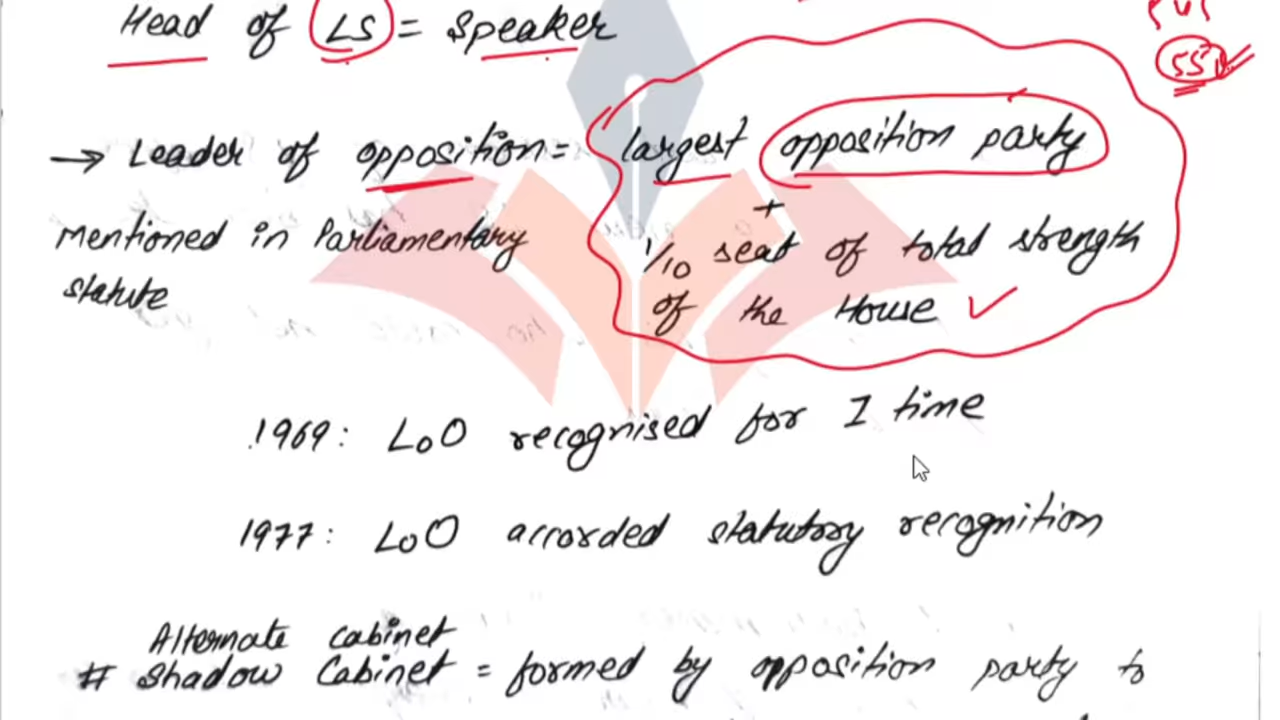 Head of LS = Speaker
55
→ Leader of opposition = largest opposition party
+
mentioned in Parliamentary
1/10 seat of total strength
statute
of the House ✓
1969: LoO recognised for I time
1977: LoO accorded statutory recognition
Alternate cabinet
# Shadow Cabinet = formed by opposition party to